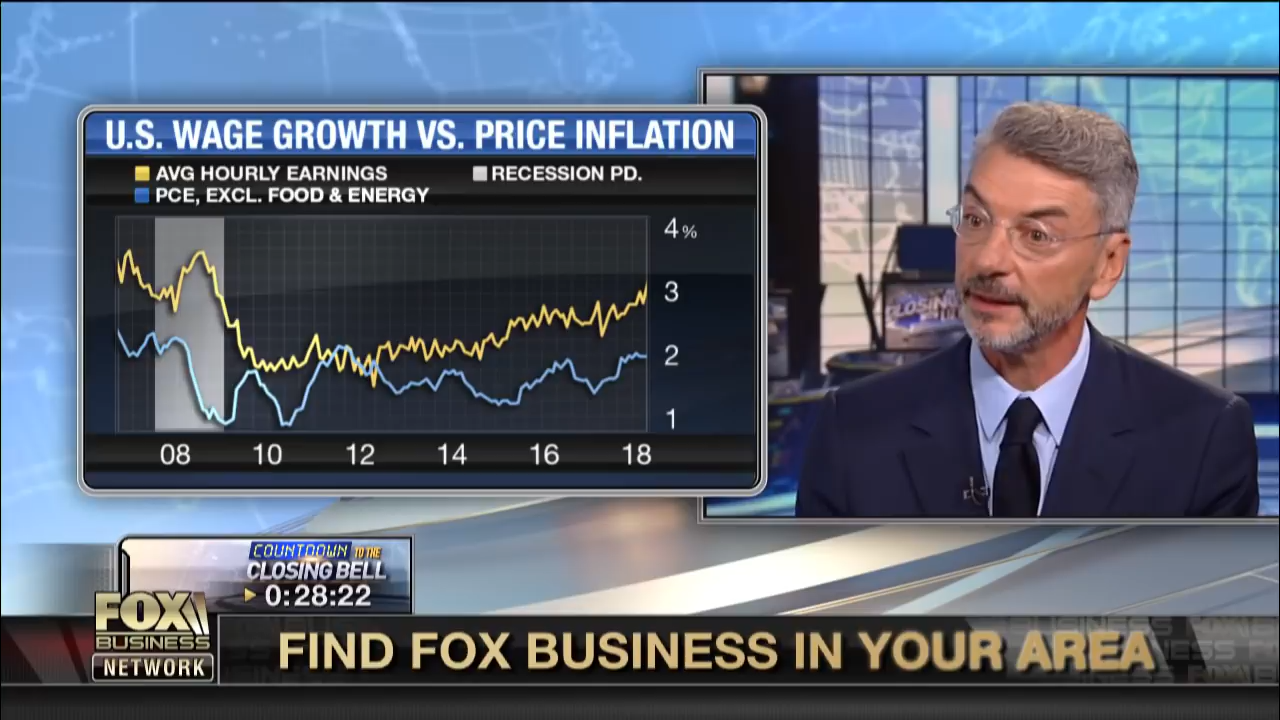 U.S. WAGE GROWTH VS. PRICE INFLATION
AVG HOURLY EARNINGS
RECESSION PD.
PCE, EXCL. FOOD & ENERGY
4%
3
2
1
08 10 12 14 16 18
CLOSING
COUNTDOWN TO THE
CLOSING BELL
0:28:22
FOX
BUSINESS
NETWORK
FIND FOX BUSINESS IN YOUR AREA